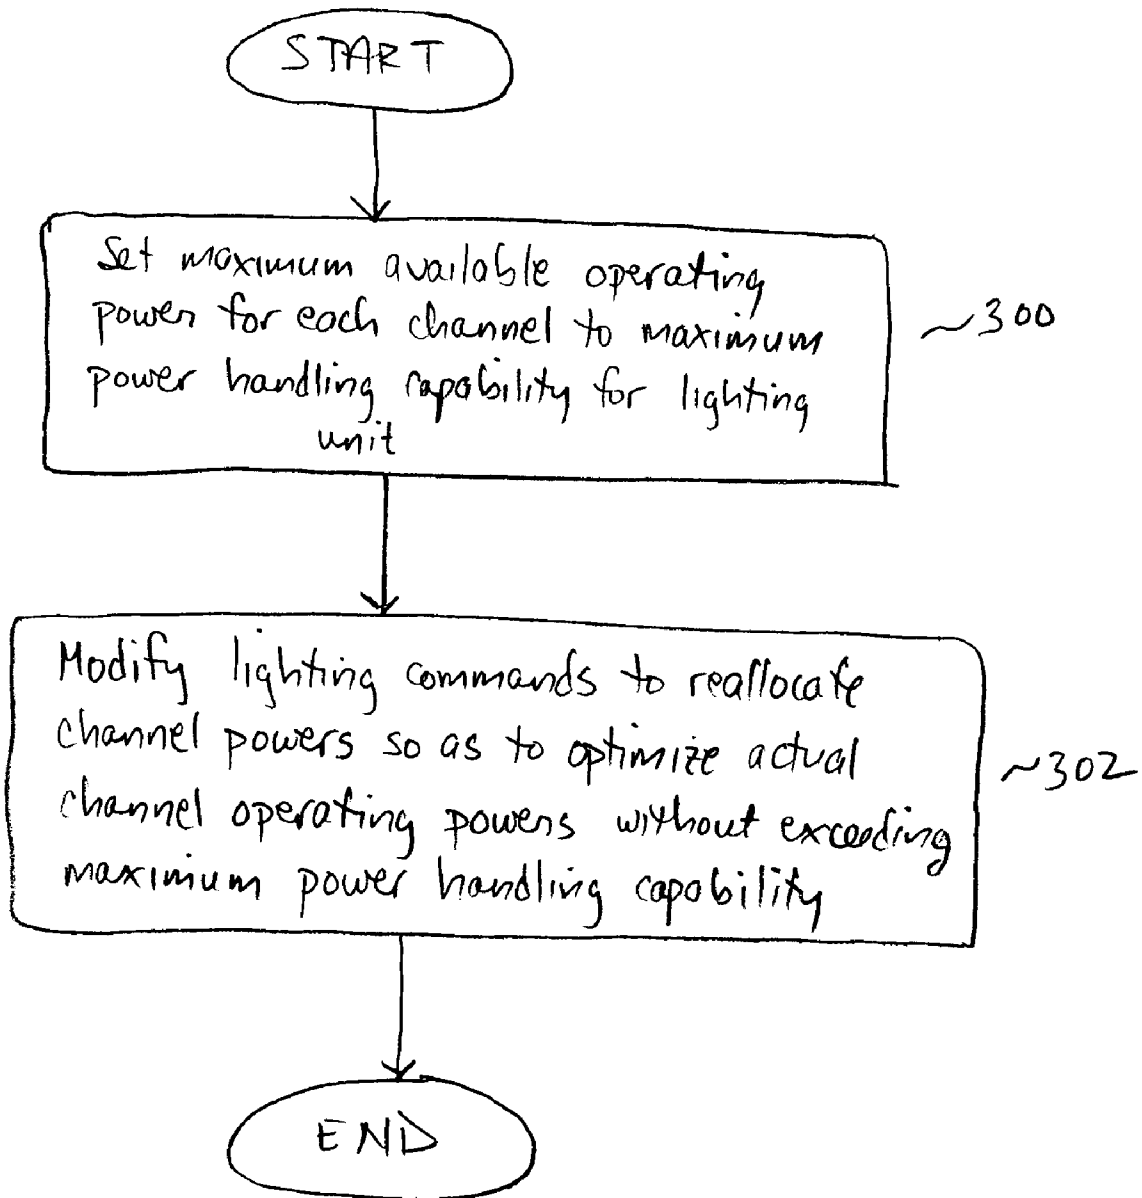 START
Set maximum available operating
power for each channel to maximum
power handling capability for lighting
unit
~300
Modify lighting commands to reallocate
channel powers so as to optimize actual
channel operating powers without exceeding
maximum power handling capability
~302
END